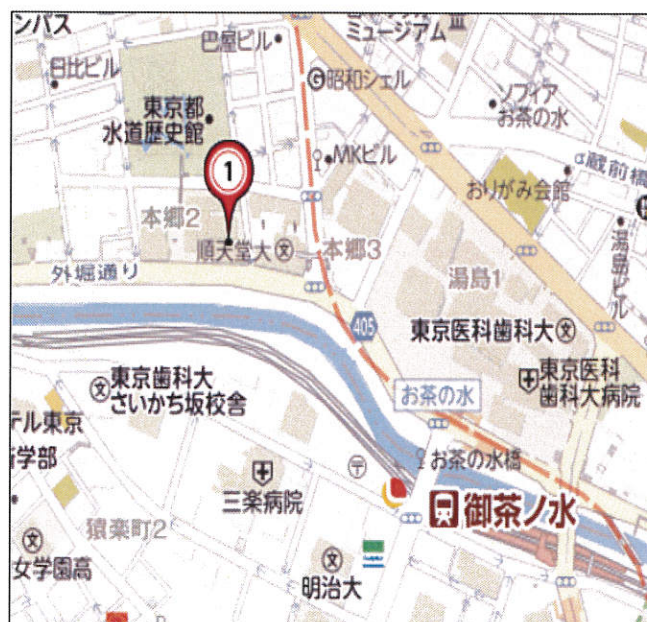 ンパス
巴屋ビル
ミュージアム
日比ビル
昭和シェル
東京都
水道歴史館
ソフィア
お茶の水
MKビル
1
蔵前橋
おりがみ会館
本郷2
順天堂大
本郷3
湯島1
湯島ビル
外堀通り
405
東京医科歯科大
東京歯科大
さいかち坂校舎
東京医科
歯科大病院
お茶の水
テル東京
学部
お茶の水橋
三楽病院
御茶ノ水
猿楽町2
女学園高
明治大